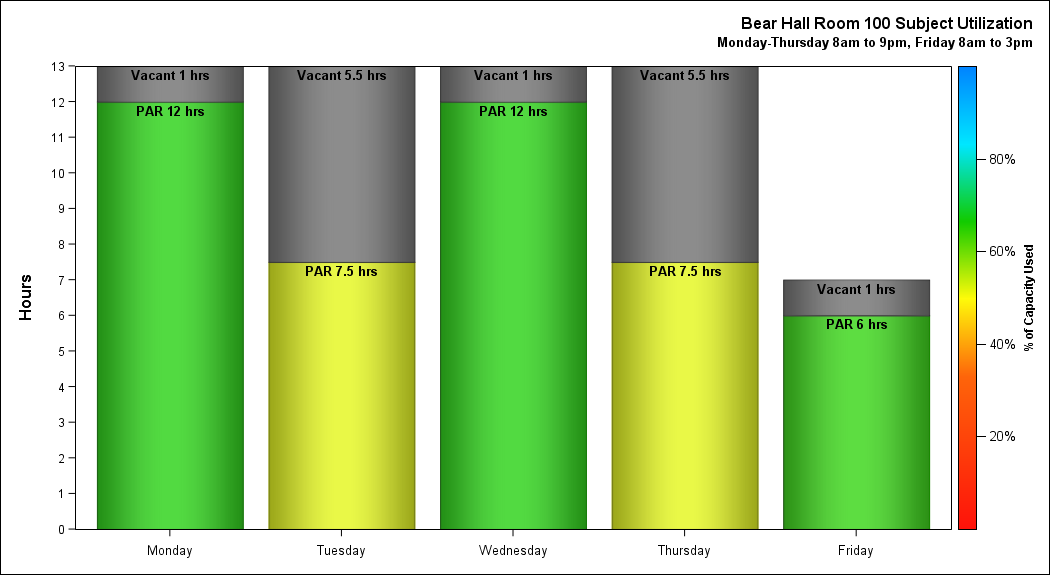 Bear Hall Room 100 Subject Utilization
Monday-Thursday 8am to 9pm, Friday 8am to 3pm
13
12
11
10
9
8
7
6
5
4
3
2
1
0
Hours
Vacant 1 hrs
PAR 12 hrs
Vacant 5.5 hrs
PAR 7.5 hrs
Vacant 1 hrs
PAR 12 hrs
Vacant 5.5 hrs
PAR 7.5 hrs
Vacant 1 hrs
PAR 6 hrs
Monday
Tuesday
Wednesday
Thursday
Friday
80%
60%
40%
20%
% of Capacity Used